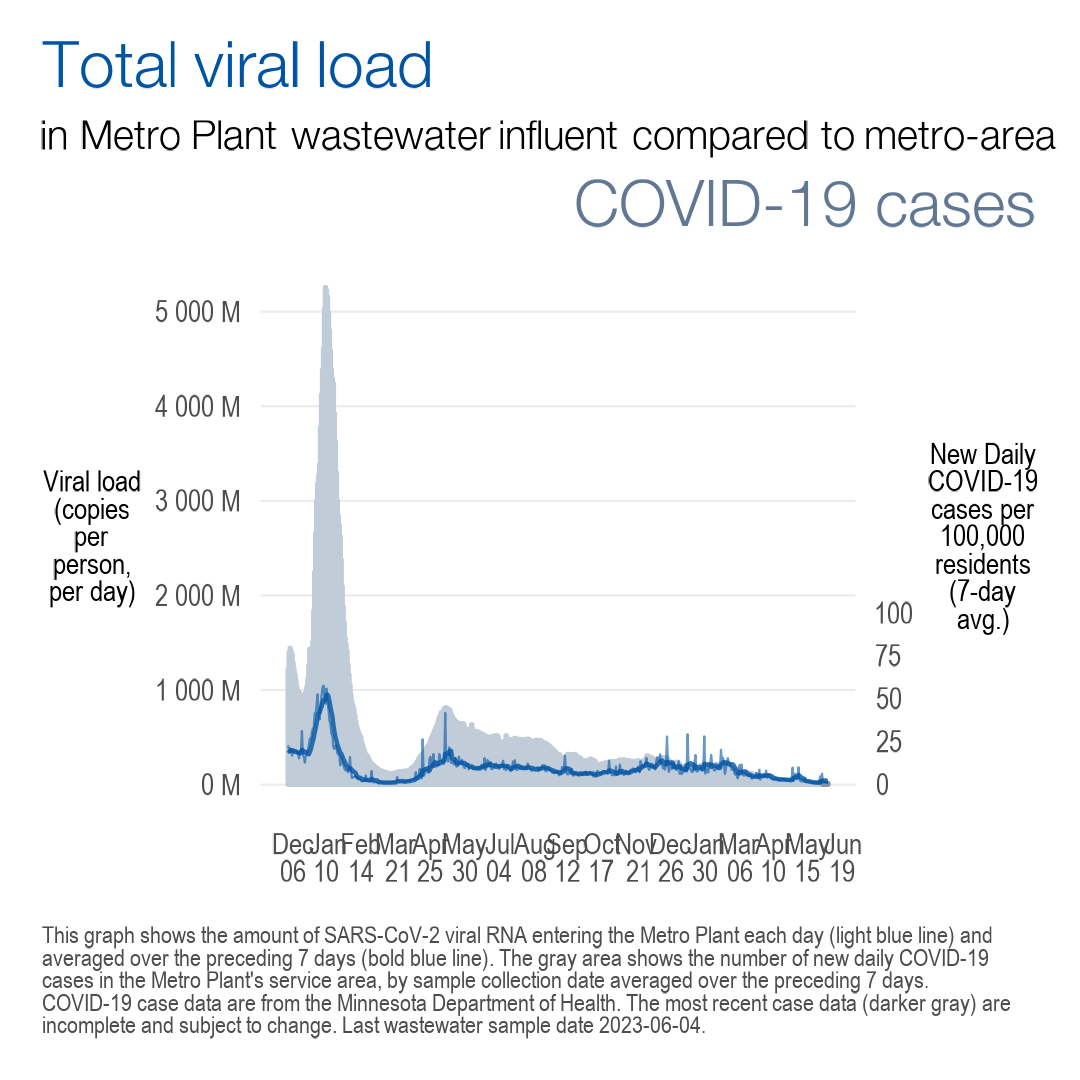 Total viral load
in Metro Plant wastewater influent compared to metro-area
COVID-19 cases
5 000 M
4 000 M
3 000 M
2 000 M
1 000 M
0 M
Viral load
(copies
per
person,
per day)
New Daily
COVID-19
cases per
100,000
residents
(7-day
avg.)
100
75
50
25
0
Dec Jan Feb Mar Apr May Jul Aug Sep Oct Nov Dec Jan Mar Apr May Jun
06 10 14 21 25 30 04 08 12 17 21 26 30 06 10 15 19
This graph shows the amount of SARS-CoV-2 viral RNA entering the Metro Plant each day (light blue line) and
averaged over the preceding 7 days (bold blue line). The gray area shows the number of new daily COVID-19
cases in the Metro Plant's service area, by sample collection date averaged over the preceding 7 days.
COVID-19 case data are from the Minnesota Department of Health. The most recent case data (darker gray) are
incomplete and subject to change. Last wastewater sample date 2023-06-04.